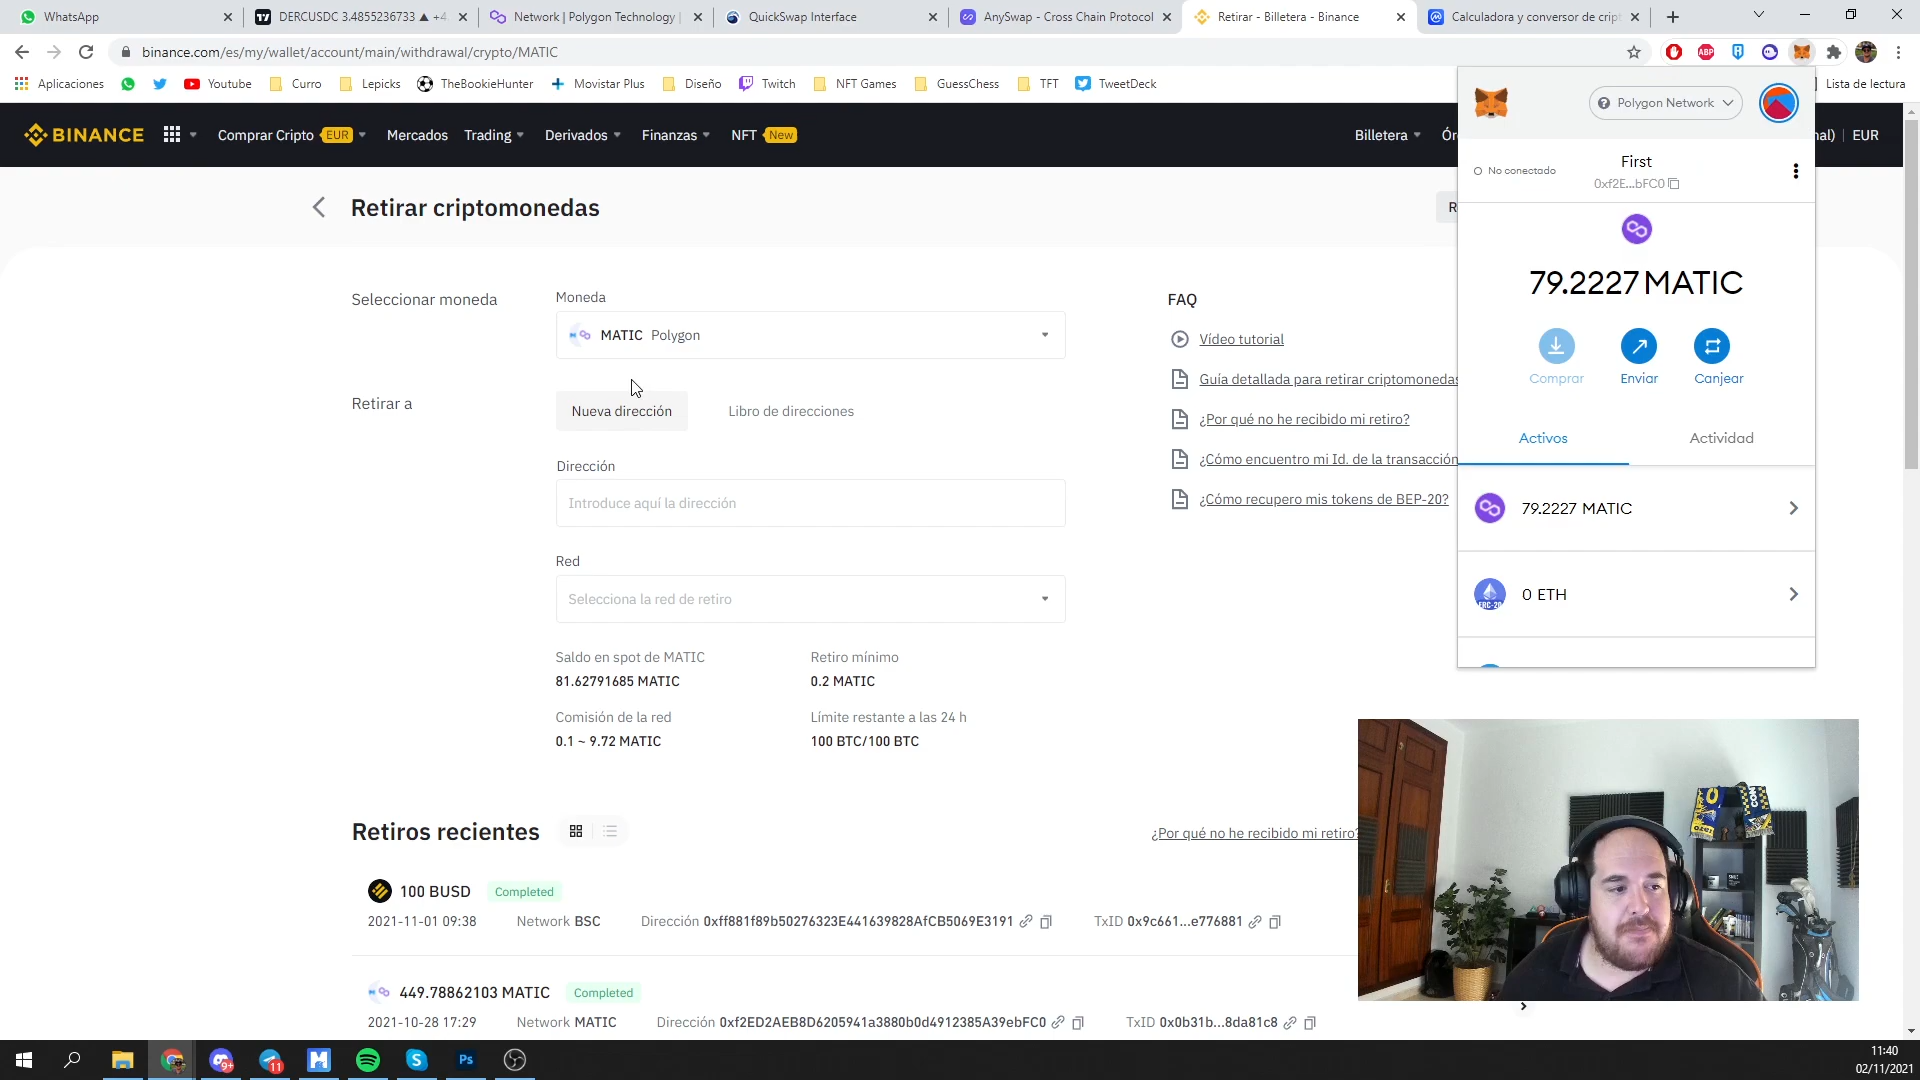 WhatsApp
DERCUSDC 3.4855236733 ▲ +4.
Network | Polygon Technology |
QuickSwap Interface
AnySwap - Cross Chain Protocol
Retirar - Billetera - Binance
Calculadora y conversor de cript
binance.com/es/my/wallet/account/main/withdrawal/crypto/MATIC
ABP
Aplicaciones
Youtube
Curro
Lepicks
TheBookieHunter
Movistar Plus
Diseño
Twitch
NFT Games
GuessChess
TFT
TweetDeck
Lista de lectura
BINANCE
Comprar Cripto EUR
Mercados
Trading
Derivados
Finanzas
NFT New
Billetera
Ór
nal) | EUR
Retirar criptomonedas
R
Seleccionar moneda
Moneda
MATIC Polygon
Retirar a
Nueva dirección
Libro de direcciones
Dirección
Introduce aquí la dirección
Red
Selecciona la red de retiro
Saldo en spot de MATIC
81.62791685 MATIC
Retiro mínimo
0.2 MATIC
Comisión de la red
0.1 ~ 9.72 MATIC
Límite restante a las 24 h
100 BTC/100 BTC
FAQ
Vídeo tutorial
Guía detallada para retirar criptomonedas
¿Por qué no he recibido mi retiro?
¿Cómo encuentro mi Id. de la transacción
¿Cómo recupero mis tokens de BEP-20?
Polygon Network
No conectado
First
0xf2E...bFC0
79.2227 MATIC
Comprar
Enviar
Canjear
Activos
Actividad
79.2227 MATIC
ERC-20
0 ETH
Retiros recientes
¿Por qué no he recibido mi retiro?
100 BUSD Completed
2021-11-01 09:38 Network BSC Dirección 0xff881f89b50276323E441639828AfCB5069E3191 TxID 0x9c661...e776881
449.78862103 MATIC Completed
2021-10-28 17:29 Network MATIC Dirección 0xf2ED2AEB8D6205941a3880b0d4912385A39ebFC0 TxID 0x0b31b...8da81c8
9+
11
Ps
11:40
02/11/2021